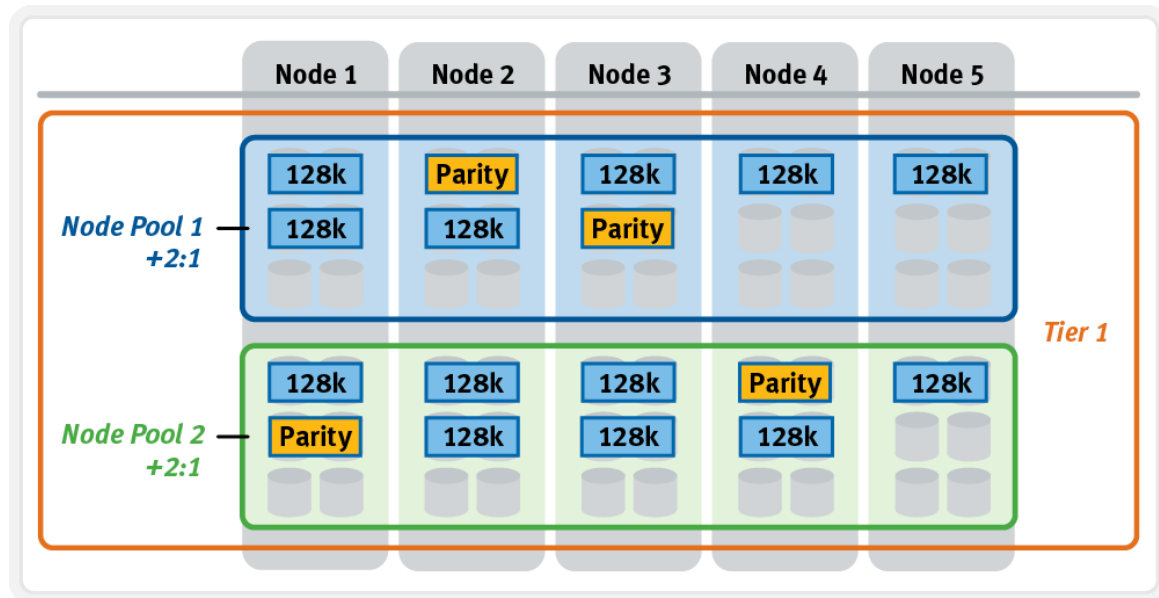 Node 1 Node 2 Node 3 Node 4 Node 5
128k Parity 128k 128k 128k
Node Pool 1
+2:1
128k 128k Parity
Tier 1
128k 128k 128k Parity 128k
Node Pool 2
+2:1
Parity 128k 128k 128k